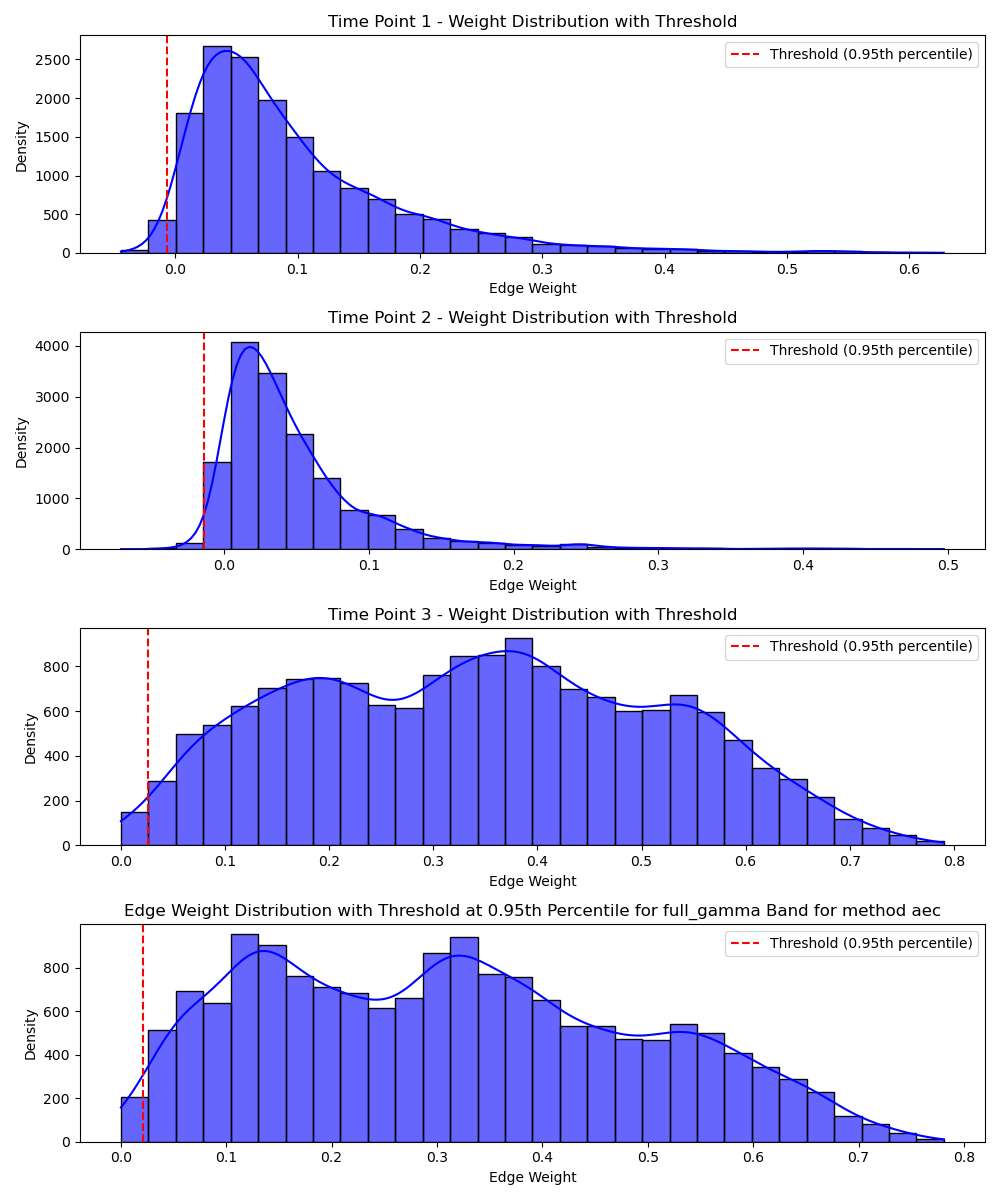 Time Point 1 - Weight Distribution with Threshold
Threshold (0.95th percentile)
Density
2500
2000
1500
1000
500
0
0.0 0.1 0.2 0.3 0.4 0.5 0.6
Edge Weight
Time Point 2 - Weight Distribution with Threshold
Threshold (0.95th percentile)
Density
4000
3000
2000
1000
0
0.0 0.1 0.2 0.3 0.4 0.5
Edge Weight
Time Point 3 - Weight Distribution with Threshold
Threshold (0.95th percentile)
Density
800
600
400
200
0
0.0 0.1 0.2 0.3 0.4 0.5 0.6 0.7 0.8
Edge Weight
Edge Weight Distribution with Threshold at 0.95th Percentile for full_gamma Band for method aec
Threshold (0.95th percentile)
Density
800
600
400
200
0
0.0 0.1 0.2 0.3 0.4 0.5 0.6 0.7 0.8
Edge Weight